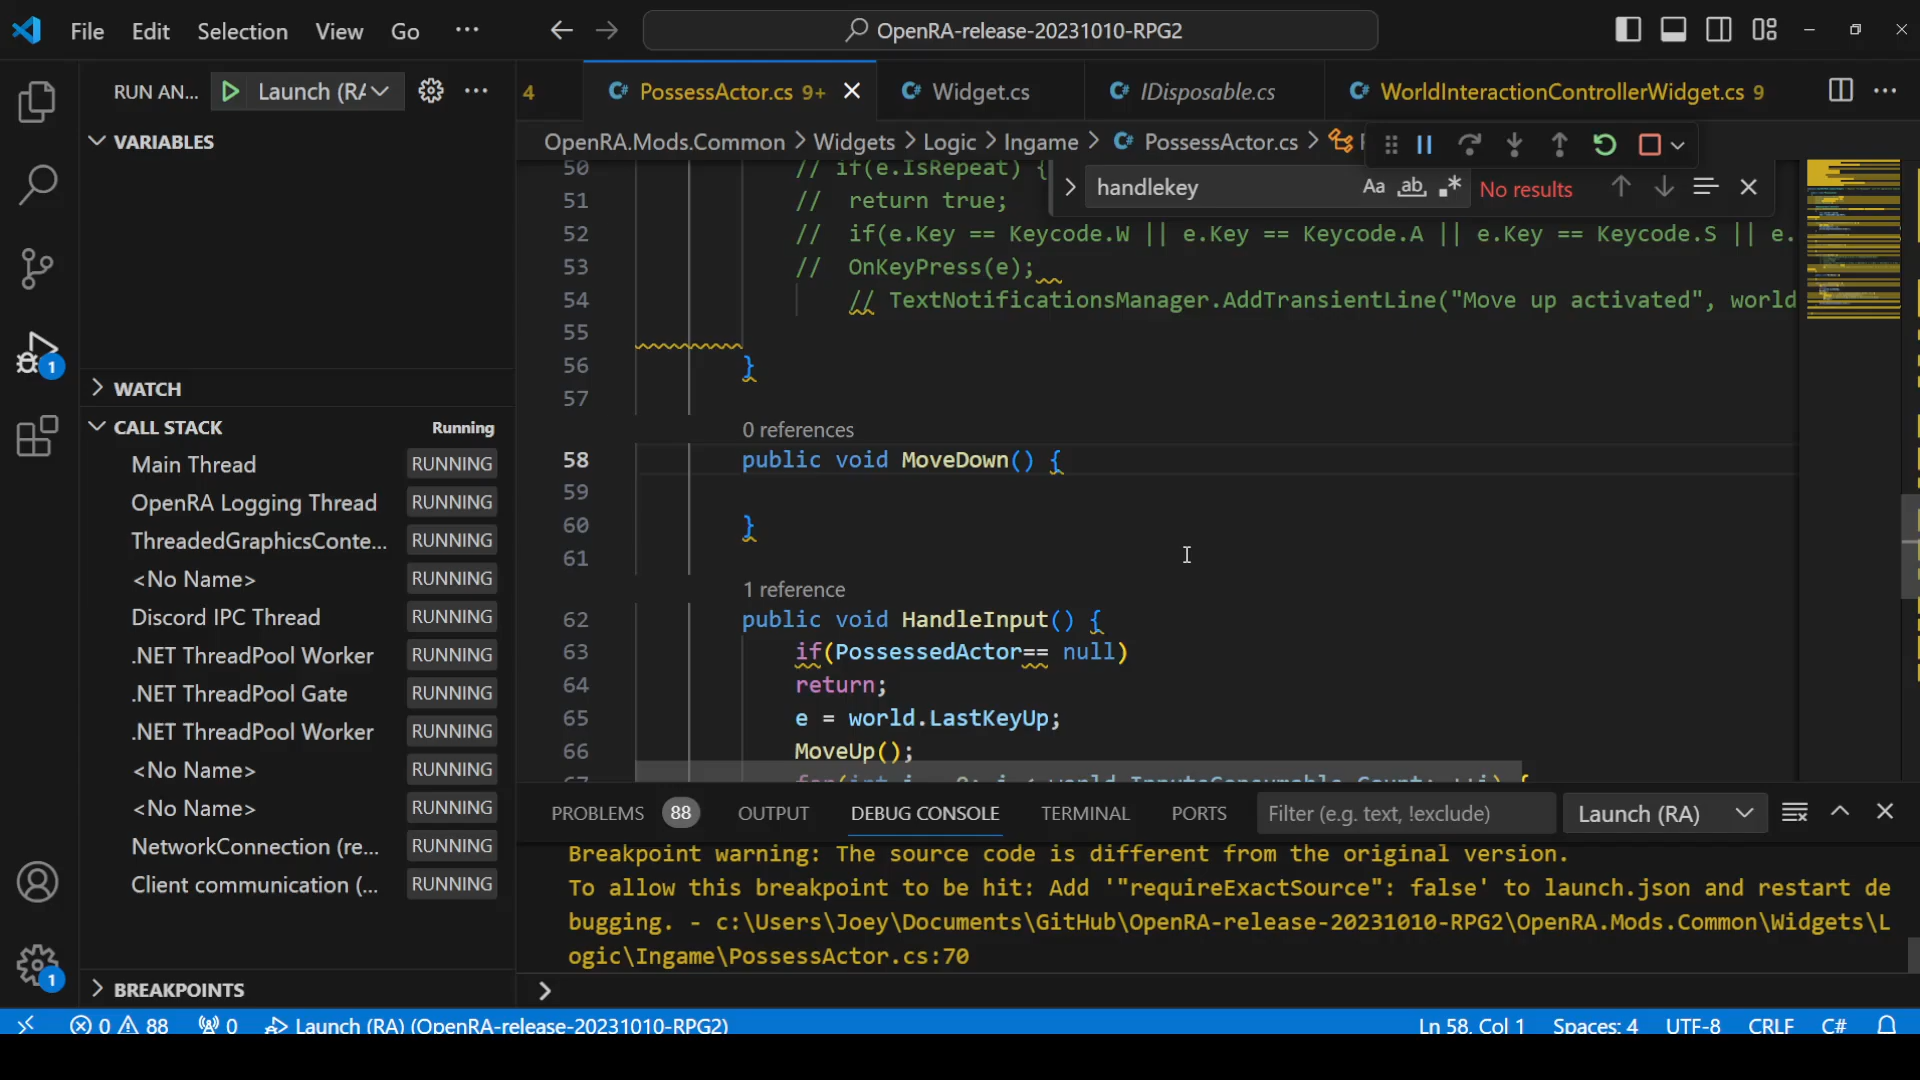 File Edit Selection View Go ··· OpenRA-release-20231010-RPG2
RUN AN... Launch (RA ···
4 PossessActor.cs 9+ Widget.cs IDisposable.cs WorldInteractionControllerWidget.cs 9 ···
VARIABLES
OpenRA.Mods.Common > Widgets > Logic > Ingame > PossessActor.cs >
handlekey Aa ab .* No results
50 // if(e.IsRepeat) {
51 // return true;
52 // if(e.Key == Keycode.W || e.Key == Keycode.A || e.Key == Keycode.S || e.
53 // OnKeyPress(e);
54 // TextNotificationsManager.AddTransientLine("Move up activated", world
55
56 }
57
0 references
58 public void MoveDown() {
59
60 }
61
1 reference
62 public void HandleInput() {
63 if(PossessedActor== null)
64 return;
65 e = world.LastKeyUp;
66 MoveUp();
WATCH
CALL STACK Running
Main Thread RUNNING
OpenRA Logging Thread RUNNING
ThreadedGraphicsConte... RUNNING
<No Name> RUNNING
Discord IPC Thread RUNNING
.NET ThreadPool Worker RUNNING
.NET ThreadPool Gate RUNNING
.NET ThreadPool Worker RUNNING
<No Name> RUNNING
<No Name> RUNNING
NetworkConnection (re... RUNNING
Client communication (... RUNNING
BREAKPOINTS
1
1
PROBLEMS 88 OUTPUT DEBUG CONSOLE TERMINAL PORTS Filter (e.g. text, !exclude) Launch (RA)
Breakpoint warning: The source code is different from the original version.
To allow this breakpoint to be hit: Add '"requireExactSource": false' to launch.json and restart de
bugging. - c:\Users\Joey\Documents\GitHub\OpenRA-release-20231010-RPG2\OpenRA.Mods.Common\Widgets\L
ogic\Ingame\PossessActor.cs:70
0 88 0 Launch (RA) (OpenRA-release-20231010-RPG2) Ln 58, Col 1 Spaces: 4 UTF-8 CRLF C#